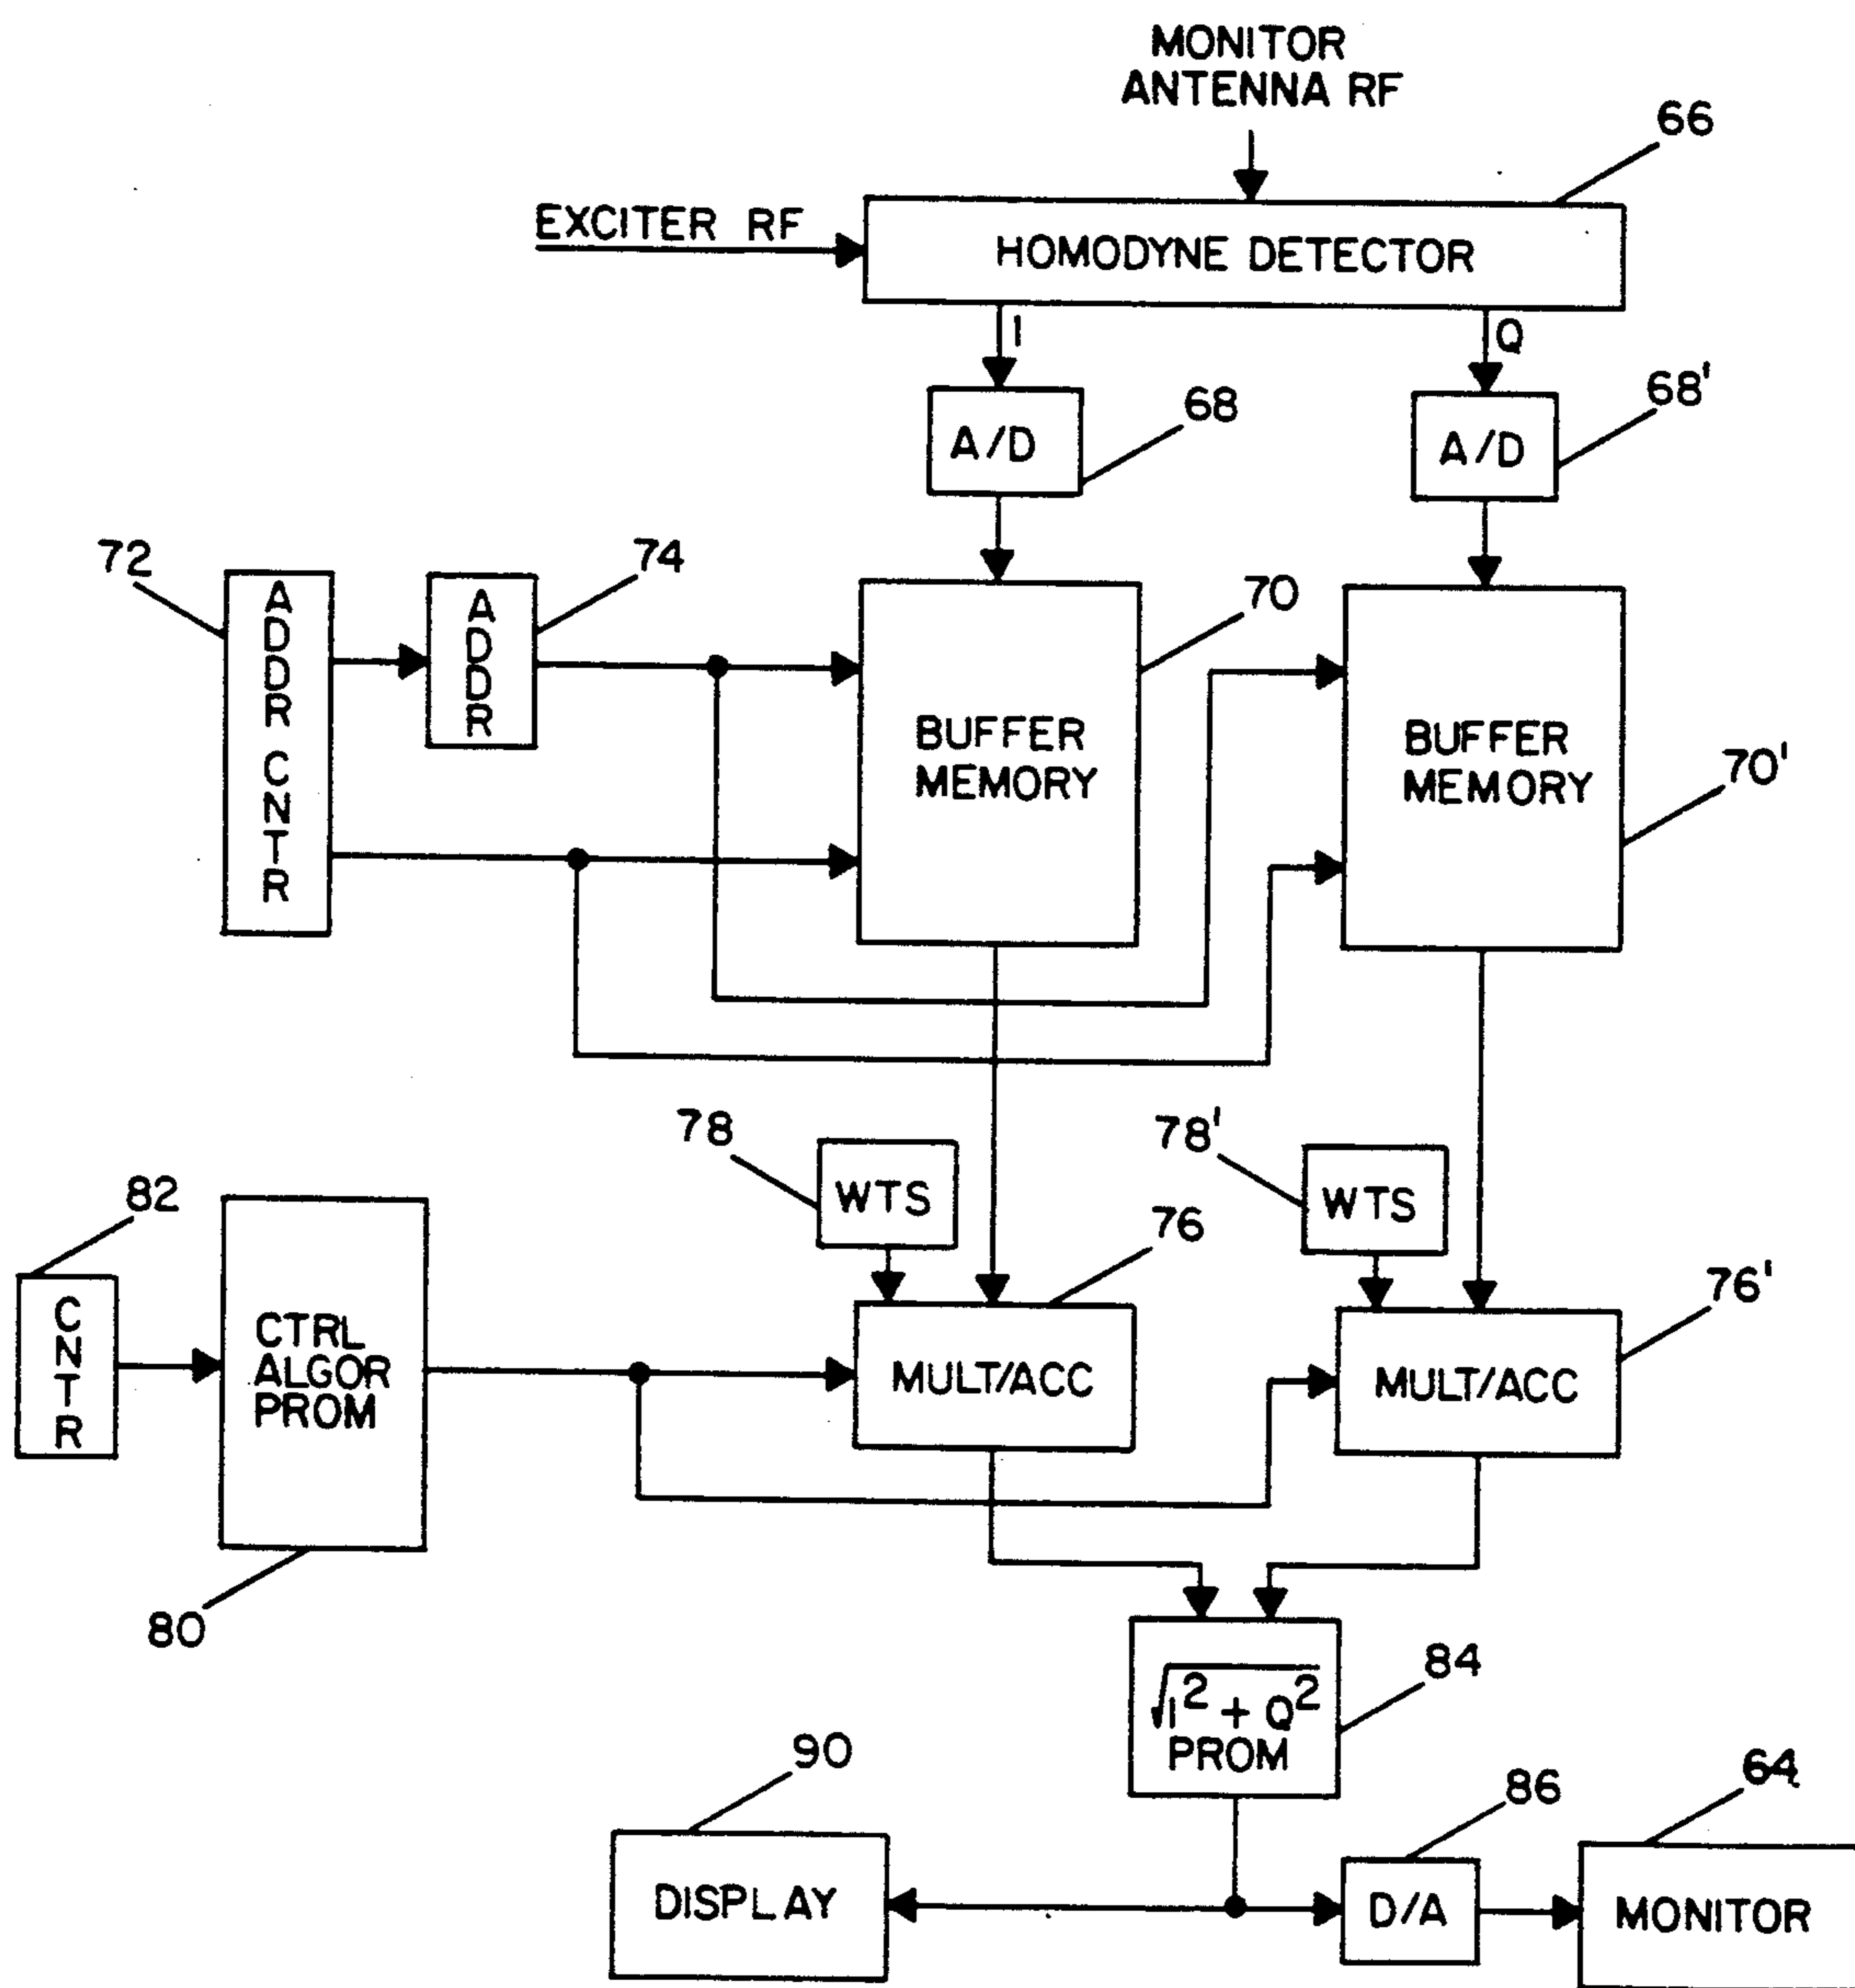 MONITOR
ANTENNA RF
66
EXCITER RF
HOMODYNE DETECTOR
I
Q
68
68'
A/D
A/D
72
74
70
ADDR CNTR
ADDR
BUFFER
MEMORY
BUFFER
MEMORY
70'
78
WTS
78'
WTS
82
76
76'
CNTR
CTRL
ALGOR
PROM
MULT/ACC
MULT/ACC
80
√I² + Q²
PROM
84
90
86
64
DISPLAY
D/A
MONITOR